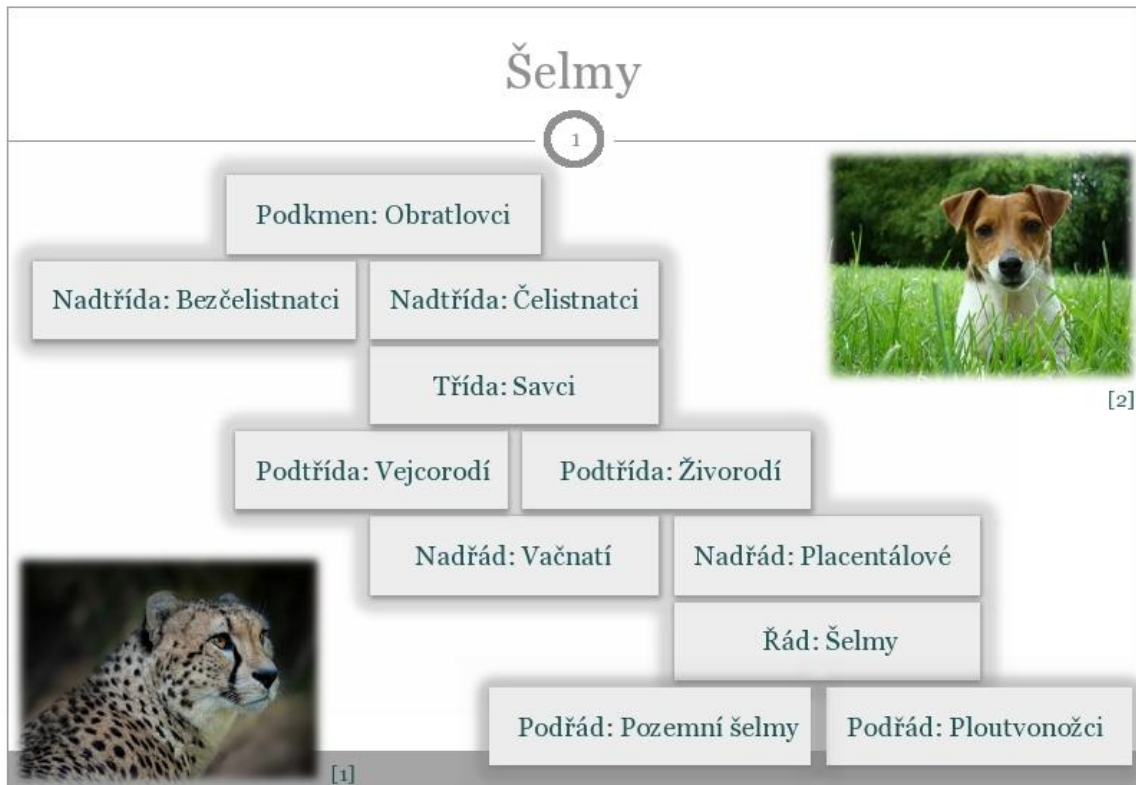 Šelmy
1
Podkmen: Obratlovci
Nadtřída: Bezčelistnatci
Nadtřída: Čelistnatci
Třída: Savci
[2]
Podtřída: Vejcorodí
Podtřída: Živorodí
Nadřád: Vačnatí
Nadřád: Placentálové
Řád: Šelmy
Podřád: Pozemní šelmy
Podřád: Ploutvonožci
[1]